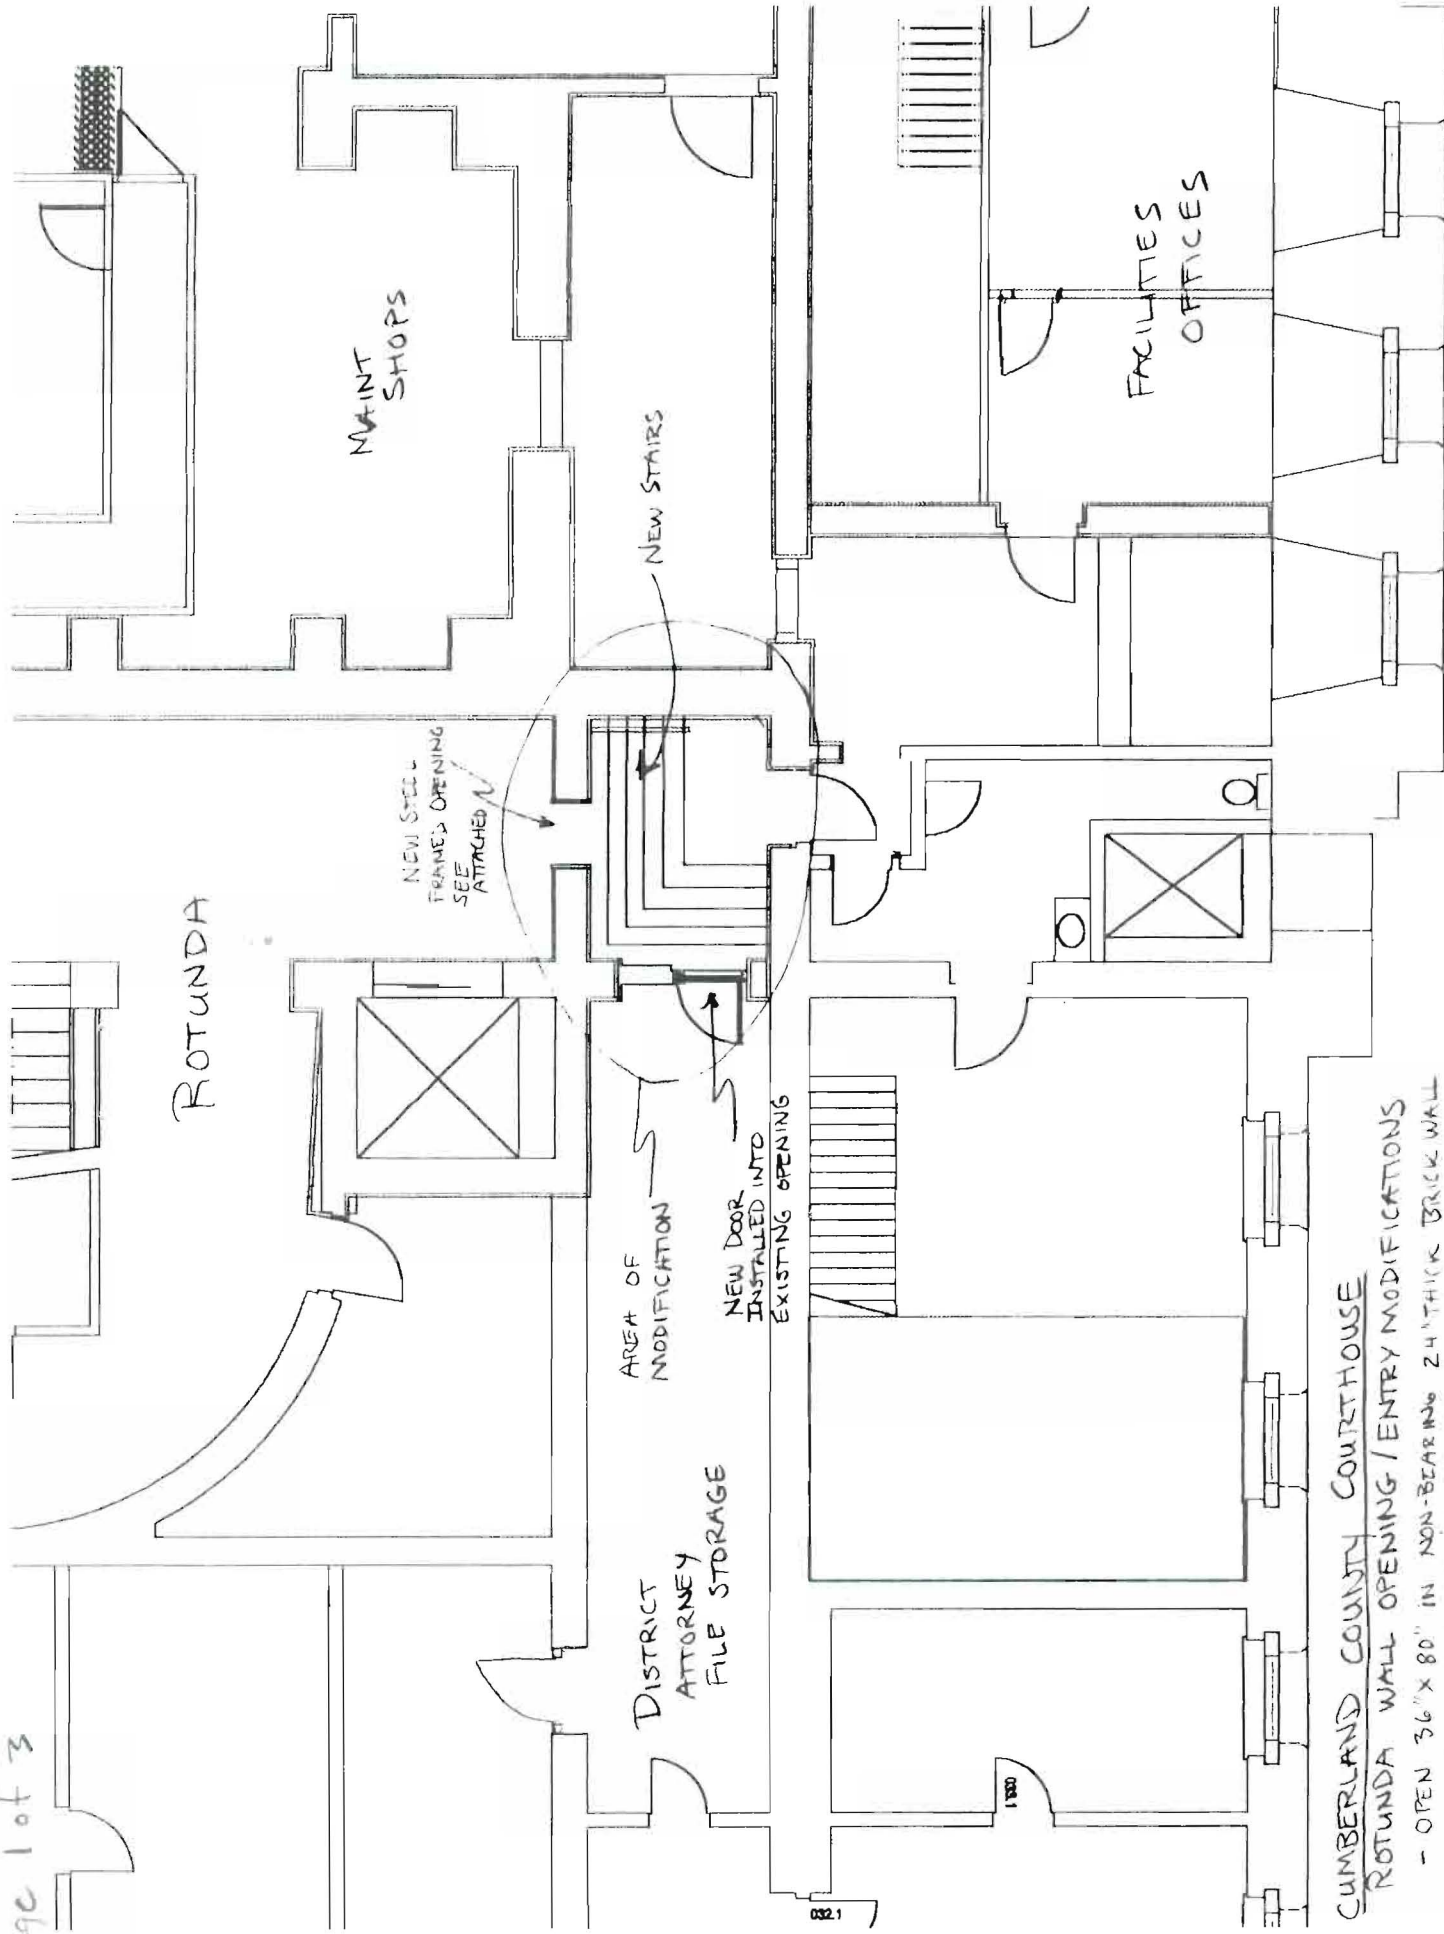 ge 1 of 3
ROTUNDA
MAINT
SHOPS
NEW STEEL
FRAMED OPENING
SEE
ATTACHED
NEW STAIRS
FACILITIES
OFFICES
AREA OF
MODIFICATION
NEW DOOR
INSTALLED INTO
EXISTING OPENING
DISTRICT
ATTORNEY
FILE STORAGE
032.1
CUMBERLAND COUNTY COURTHOUSE
ROTUNDA WALL OPENING / ENTRY MODIFICATIONS
- OPEN 36" X 80" IN NON-BEARING 24" THICK BRICK WALL